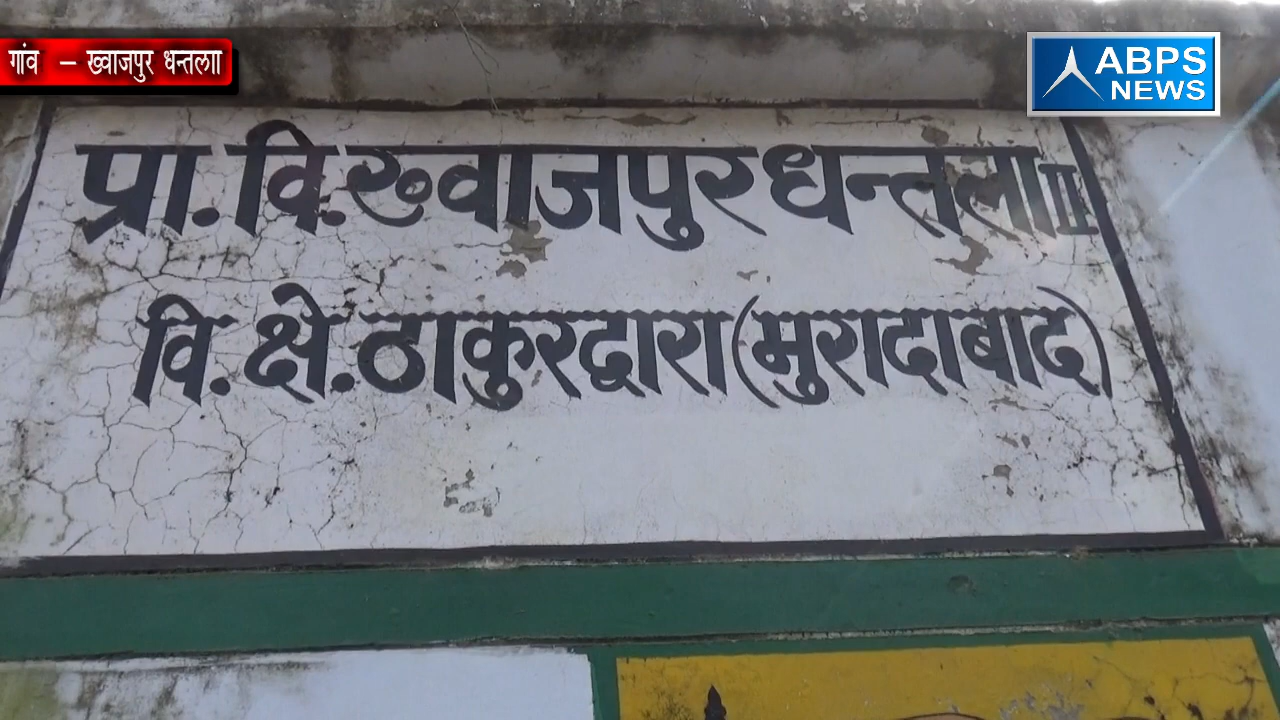 गांव – ख्वाजपुर धन्तलाा
ABPS
NEWS
प्रा.वि.ख्वाजपुर धन्तला II
वि.क्षे.ठाकुरद्वारा (मुरादाबाद)